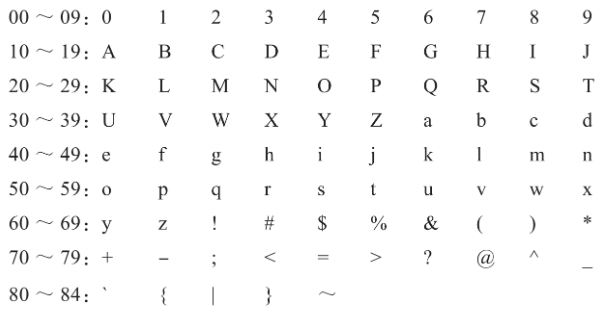 00 ~ 09: 0 1 2 3 4 5 6 7 8 9
10 ~ 19: A B C D E F G H I J
20 ~ 29: K L M N O P Q R S T
30 ~ 39: U V W X Y Z a b c d
40 ~ 49: e f g h i j k l m n
50 ~ 59: o p q r s t u v w x
60 ~ 69: y z ! # $ % & ( ) *
70 ~ 79: + - ; < = > ? @ ^ _
80 ~ 84: ` { | } ~